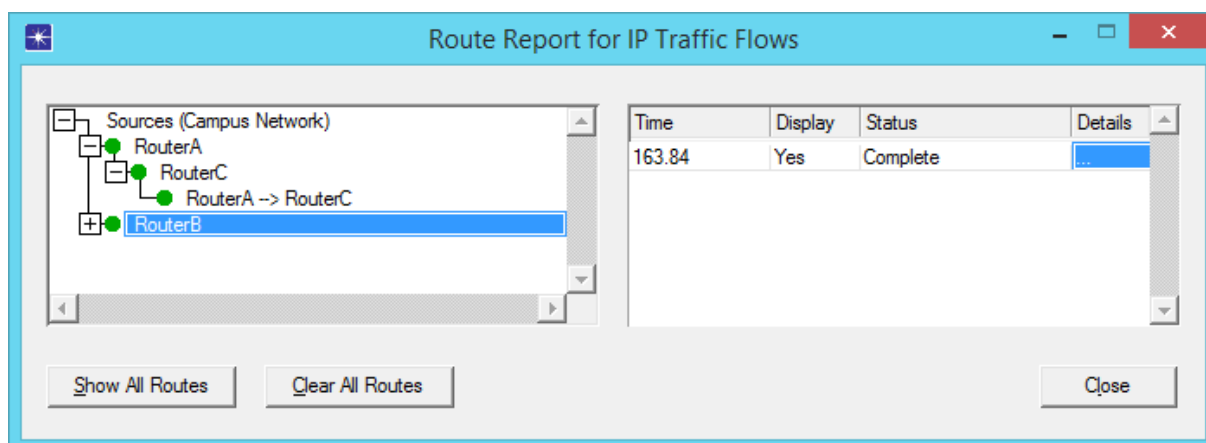 Route Report for IP Traffic Flows
Sources (Campus Network)
RouterA
RouterC
RouterA --> RouterC
RouterB
Time Display Status Details
163.84 Yes Complete ...
Show All Routes Clear All Routes Close